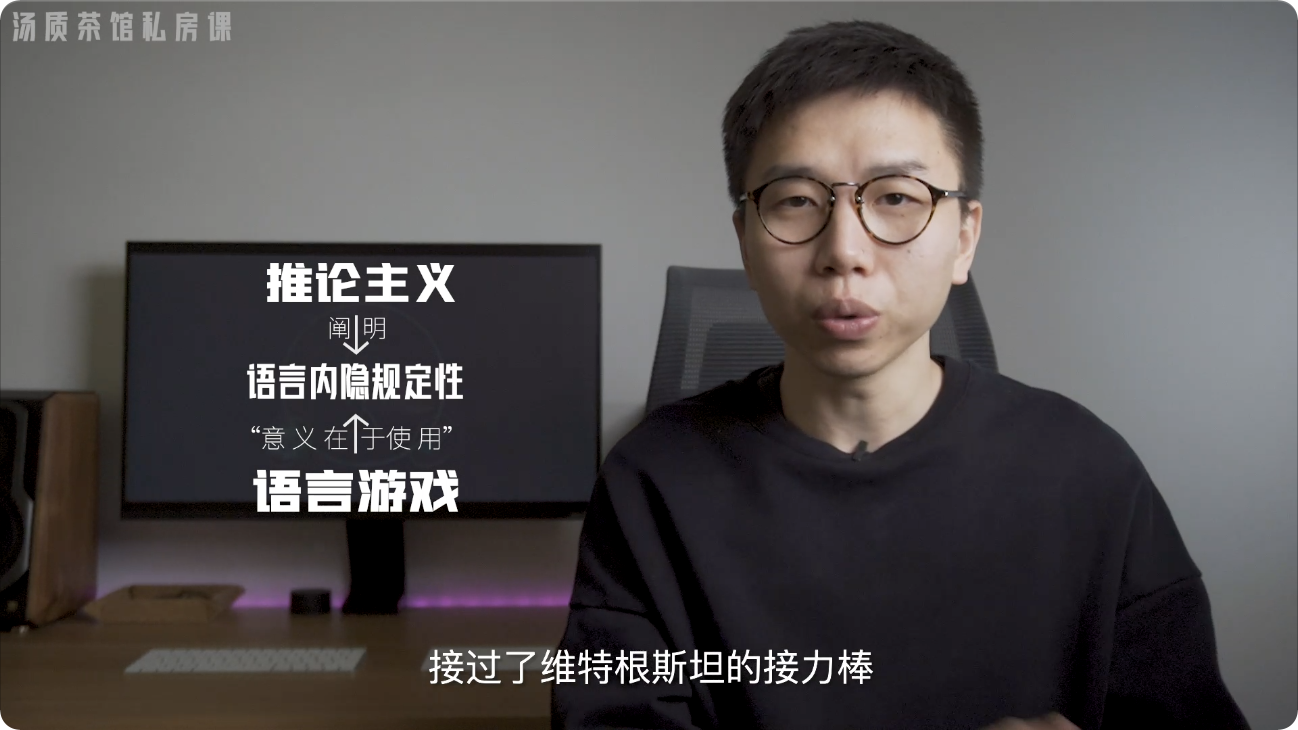 汤质茶馆私房课
推论主义
阐明
语言内隐规定性
“意义在于使用”
语言游戏
接过了维特根斯坦的接力棒